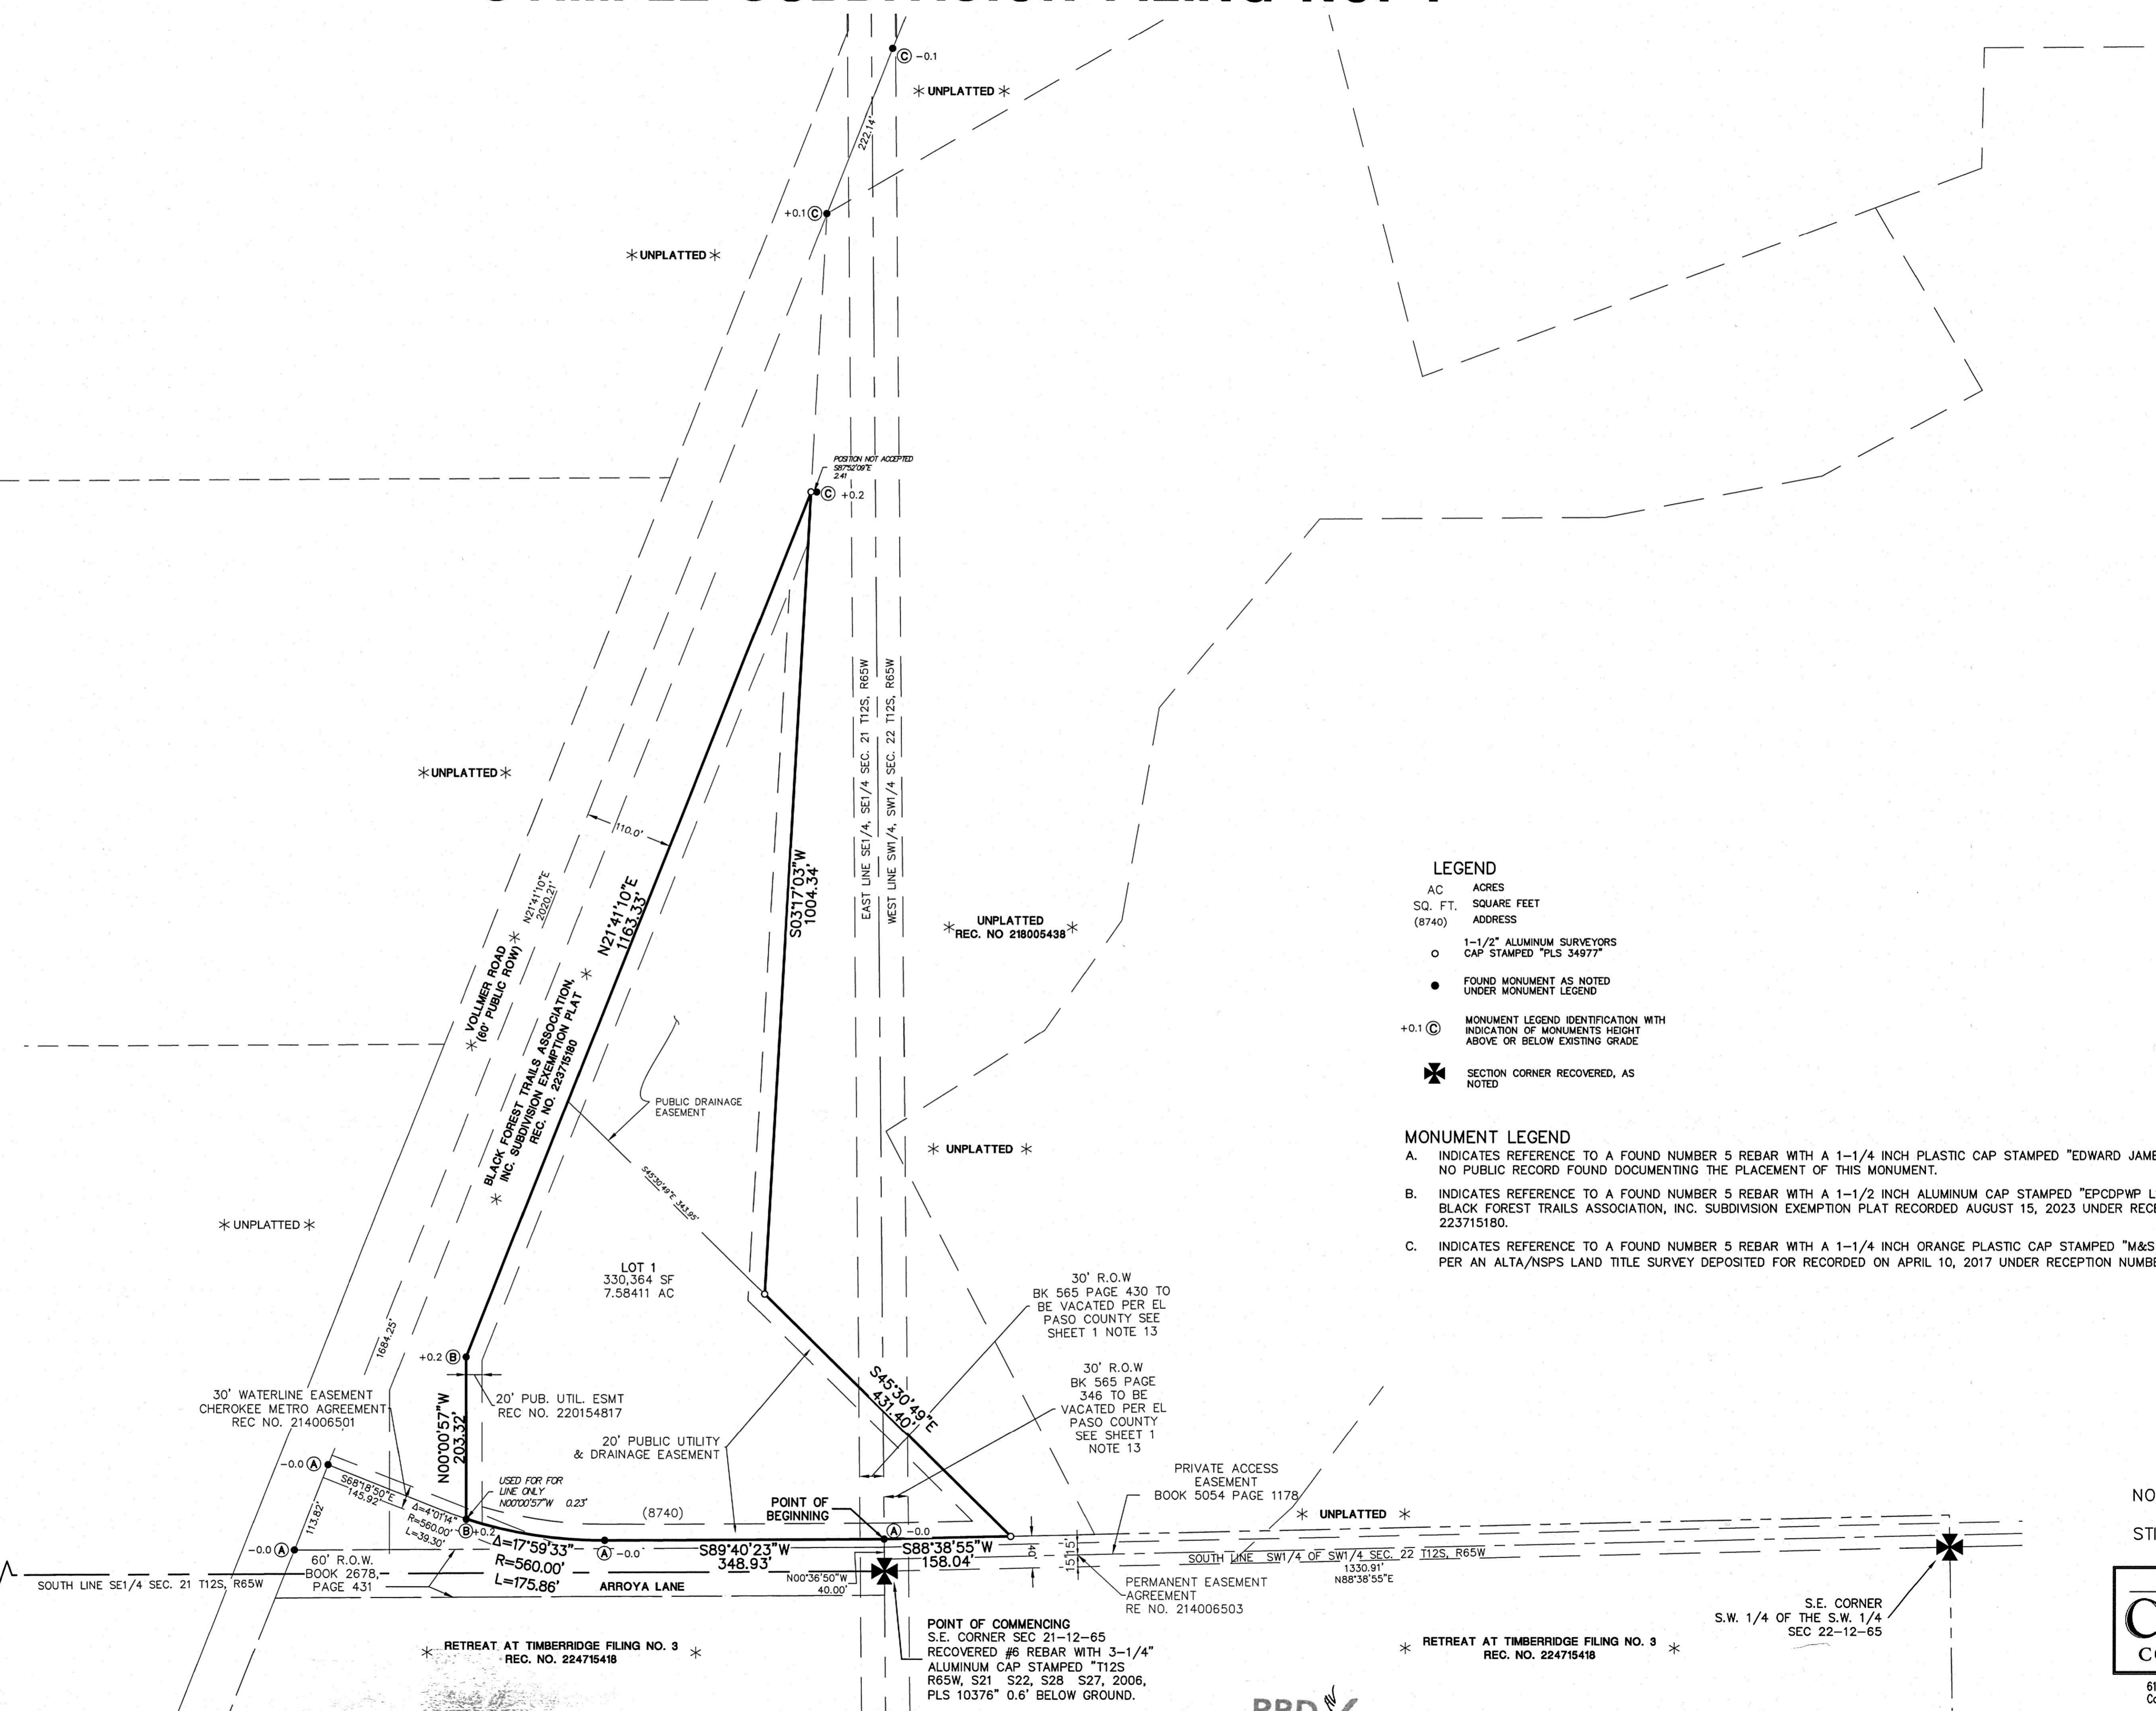 C -0.1
* UNPLATTED *
222.14'
+0.1 C
* UNPLATTED *
POSITION NOT ACCEPTED
S87°52'09"E
2.41
C +0.2
EAST LINE SE1/4, SE1/4 SEC. 21 T12S, R65W
WEST LINE SW1/4, SW1/4 SEC. 22 T12S, R65W
* UNPLATTED *
110.0'
N21°41'10"E
2020.21'
N21°41'10"E
1163.33'
S03°17'03"W
1004.34'
* VOLLMER ROAD *
(60' PUBLIC ROW)
* BLACK FOREST TRAILS ASSOCIATION, *
INC. SUBDIVISION EXEMPTION PLAT
REC. NO. 223715180
UNPLATTED
* REC. NO 218005438 *
PUBLIC DRAINAGE
EASEMENT
* UNPLATTED *
S45°30'49"E 343.95'
* UNPLATTED *
LOT 1
330,364 SF
7.58411 AC
1684.25'
+0.2 B
30' R.O.W
BK 565 PAGE 430 TO
BE VACATED PER EL
PASO COUNTY SEE
SHEET 1 NOTE 13
30' R.O.W
BK 565 PAGE
346 TO BE
VACATED PER EL
PASO COUNTY
SEE SHEET 1
NOTE 13
S45°30'49"E
431.40'
30' WATERLINE EASEMENT
CHEROKEE METRO AGREEMENT
REC NO. 214006501
N00°00'57"W
203.32'
20' PUB. UTIL. ESMT
REC NO. 220154817
20' PUBLIC UTILITY
& DRAINAGE EASEMENT
USED FOR FOR
LINE ONLY
N00°00'57"W 0.23'
-0.0 A
S68°18'50"E
145.92'
Δ=4°01'14"
R=560.00'
L=39.30'
B +0.2
113.82'
-0.0 A
(8740)
POINT OF
BEGINNING
A -0.0
PRIVATE ACCESS
EASEMENT
BOOK 5054 PAGE 1178
* UNPLATTED *
60' R.O.W.
BOOK 2678,
PAGE 431
Δ=17°59'33"
R=560.00'
L=175.86'
A -0.0
S89°40'23"W
348.93'
S88°38'55"W
158.04'
40'
15'
15'
SOUTH LINE SW1/4 OF SW1/4 SEC. 22 T12S, R65W
1330.91'
N88°38'55"E
SOUTH LINE SE1/4 SEC. 21 T12S, R65W
ARROYA LANE
N00°36'50"W
40.00'
PERMANENT EASEMENT
AGREEMENT
RE NO. 214006503
POINT OF COMMENCING
S.E. CORNER SEC 21-12-65
RECOVERED #6 REBAR WITH 3-1/4"
ALUMINUM CAP STAMPED "T12S
R65W, S21 S22, S28 S27, 2006,
PLS 10376" 0.6' BELOW GROUND.
* RETREAT AT TIMBERRIDGE FILING NO. 3 *
REC. NO. 224715418
* RETREAT AT TIMBERRIDGE FILING NO. 3 *
REC. NO. 224715418
S.E. CORNER
S.W. 1/4 OF THE S.W. 1/4
SEC 22-12-65
LEGEND
AC ACRES
SQ. FT. SQUARE FEET
(8740) ADDRESS
1-1/2" ALUMINUM SURVEYORS
CAP STAMPED "PLS 34977"
FOUND MONUMENT AS NOTED
UNDER MONUMENT LEGEND
+0.1 C MONUMENT LEGEND IDENTIFICATION WITH
INDICATION OF MONUMENTS HEIGHT
ABOVE OR BELOW EXISTING GRADE
SECTION CORNER RECOVERED, AS
NOTED
MONUMENT LEGEND
A. INDICATES REFERENCE TO A FOUND NUMBER 5 REBAR WITH A 1-1/4 INCH PLASTIC CAP STAMPED "EDWARD JAME
NO PUBLIC RECORD FOUND DOCUMENTING THE PLACEMENT OF THIS MONUMENT.
B. INDICATES REFERENCE TO A FOUND NUMBER 5 REBAR WITH A 1-1/2 INCH ALUMINUM CAP STAMPED "EPCDPWP L
BLACK FOREST TRAILS ASSOCIATION, INC. SUBDIVISION EXEMPTION PLAT RECORDED AUGUST 15, 2023 UNDER RECE
223715180.
C. INDICATES REFERENCE TO A FOUND NUMBER 5 REBAR WITH A 1-1/4 INCH ORANGE PLASTIC CAP STAMPED "M&S
PER AN ALTA/NSPS LAND TITLE SURVEY DEPOSITED FOR RECORDED ON APRIL 10, 2017 UNDER RECEPTION NUMBE
NO